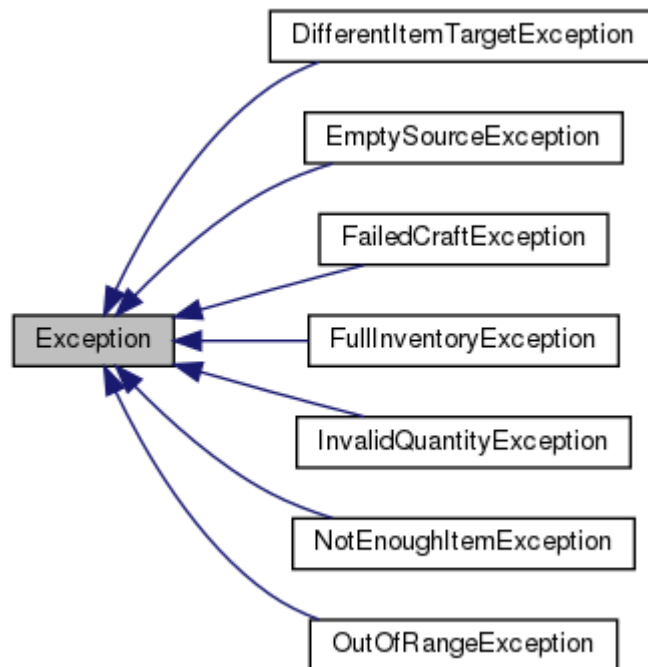 DifferentItemTargetException
EmptySourceException
FailedCraftException
Exception
FullInventoryException
InvalidQuantityException
NotEnoughItemException
OutOfRangeException